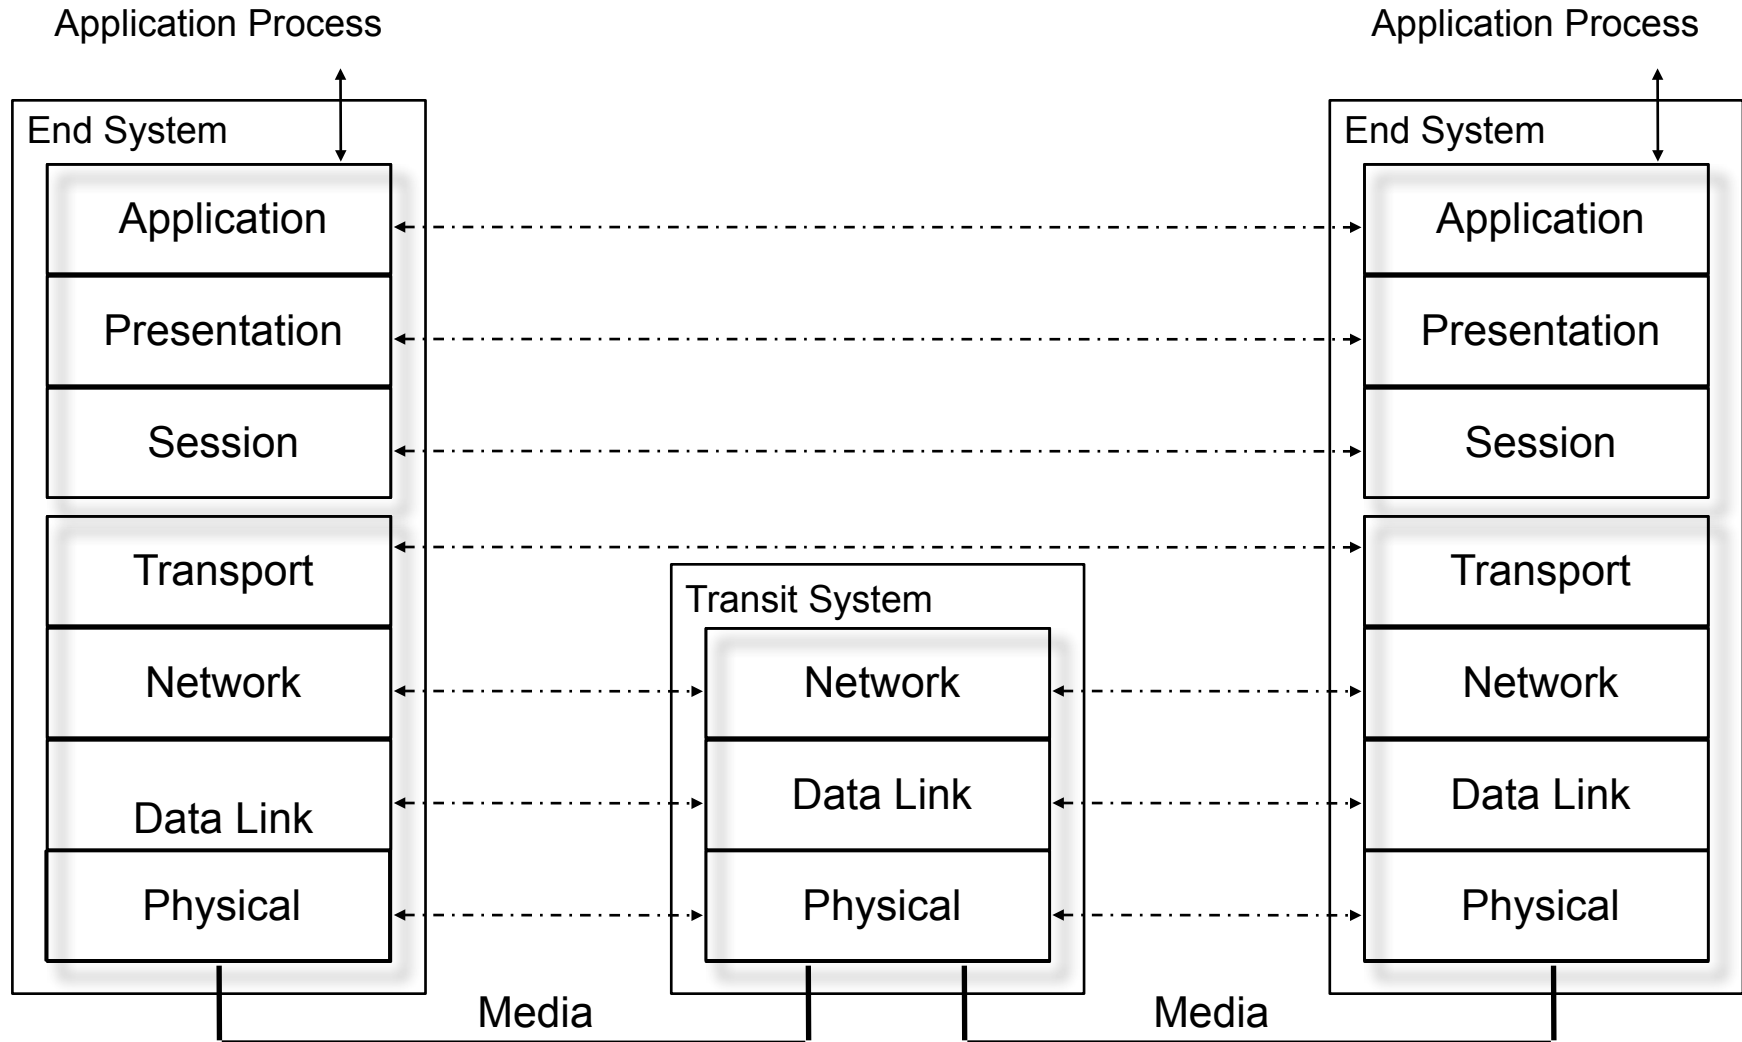 Application Process
Application Process
End System
End System
Application
Application
Presentation
Presentation
Session
Session
Transport
Transport
Transit System
Network
Network
Network
Data Link
Data Link
Data Link
Physical
Physical
Physical
Media
Media